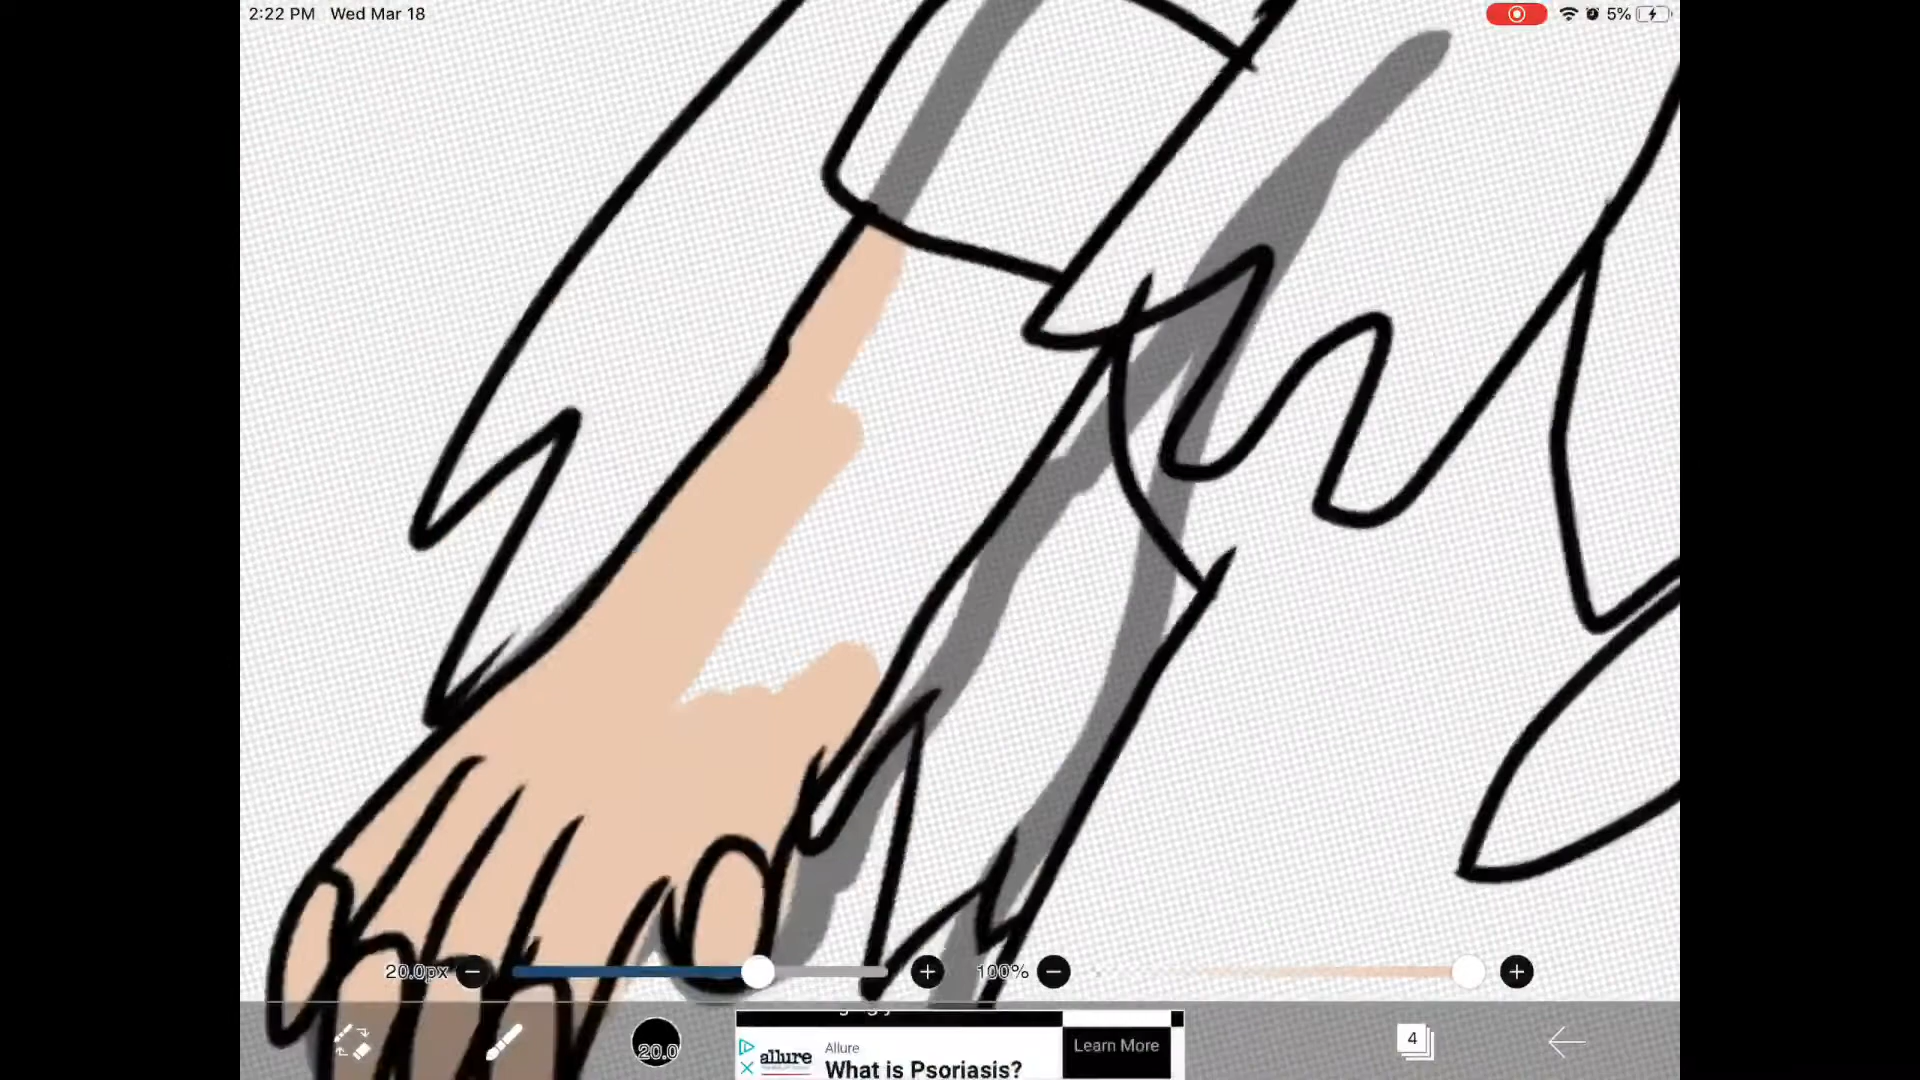 2:22 PM Wed Mar 18
5%
20.0px
100%
20.0
allure
Allure
What is Psoriasis?
Learn More
4